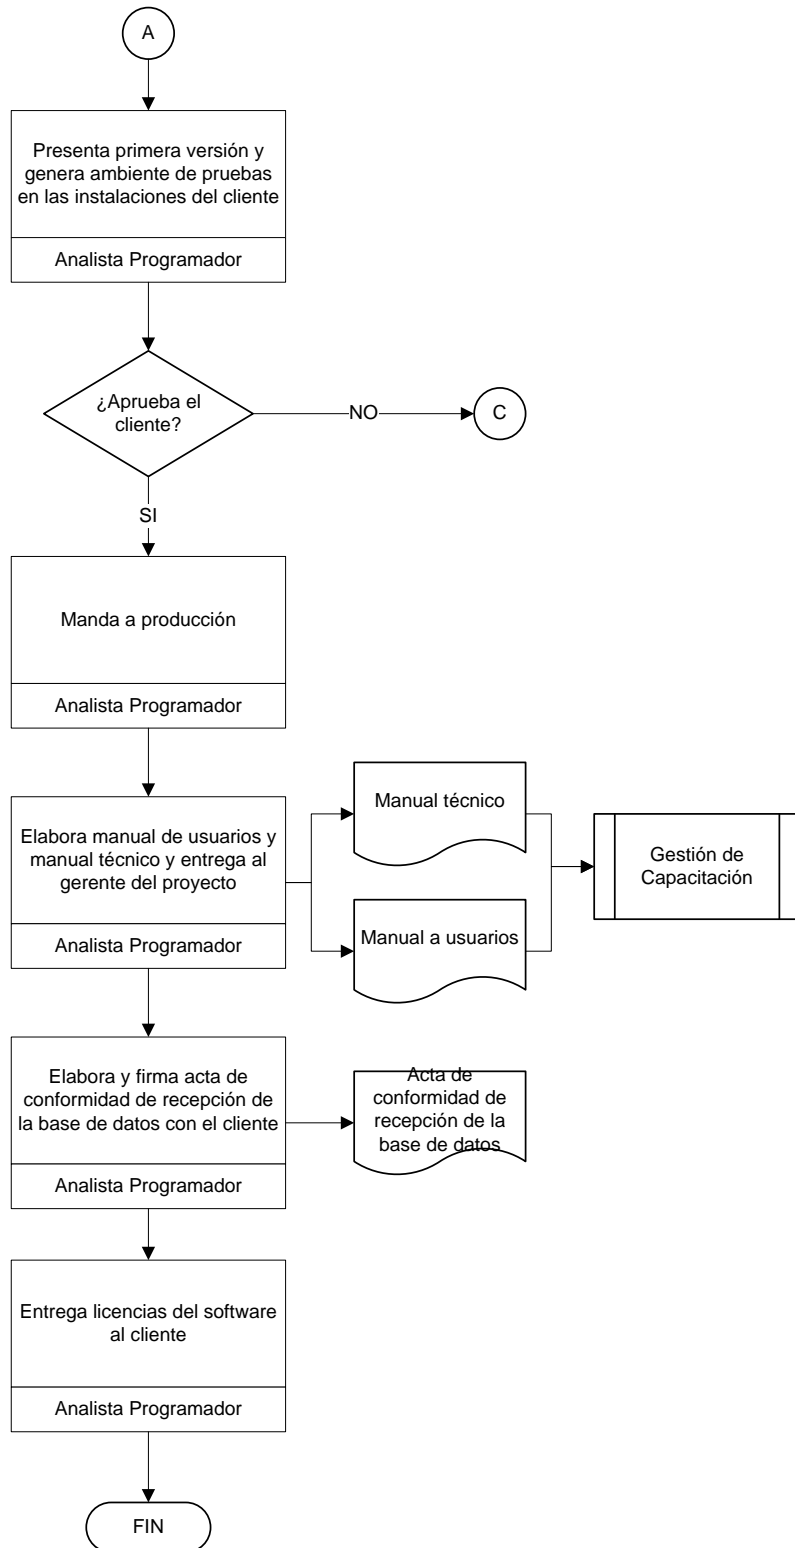 A
Presenta primera versión y
genera ambiente de pruebas
en las instalaciones del cliente
Analista Programador
¿Aprueba el
cliente?
NO
C
SI
Manda a producción
Analista Programador
Elabora manual de usuarios y
manual técnico y entrega al
gerente del proyecto
Analista Programador
Manual técnico
Manual a usuarios
Gestión de
Capacitación
Elabora y firma acta de
conformidad de recepción de
la base de datos con el cliente
Analista Programador
Acta de
conformidad de
recepción de la
base de datos
Entrega licencias del software
al cliente
Analista Programador
FIN